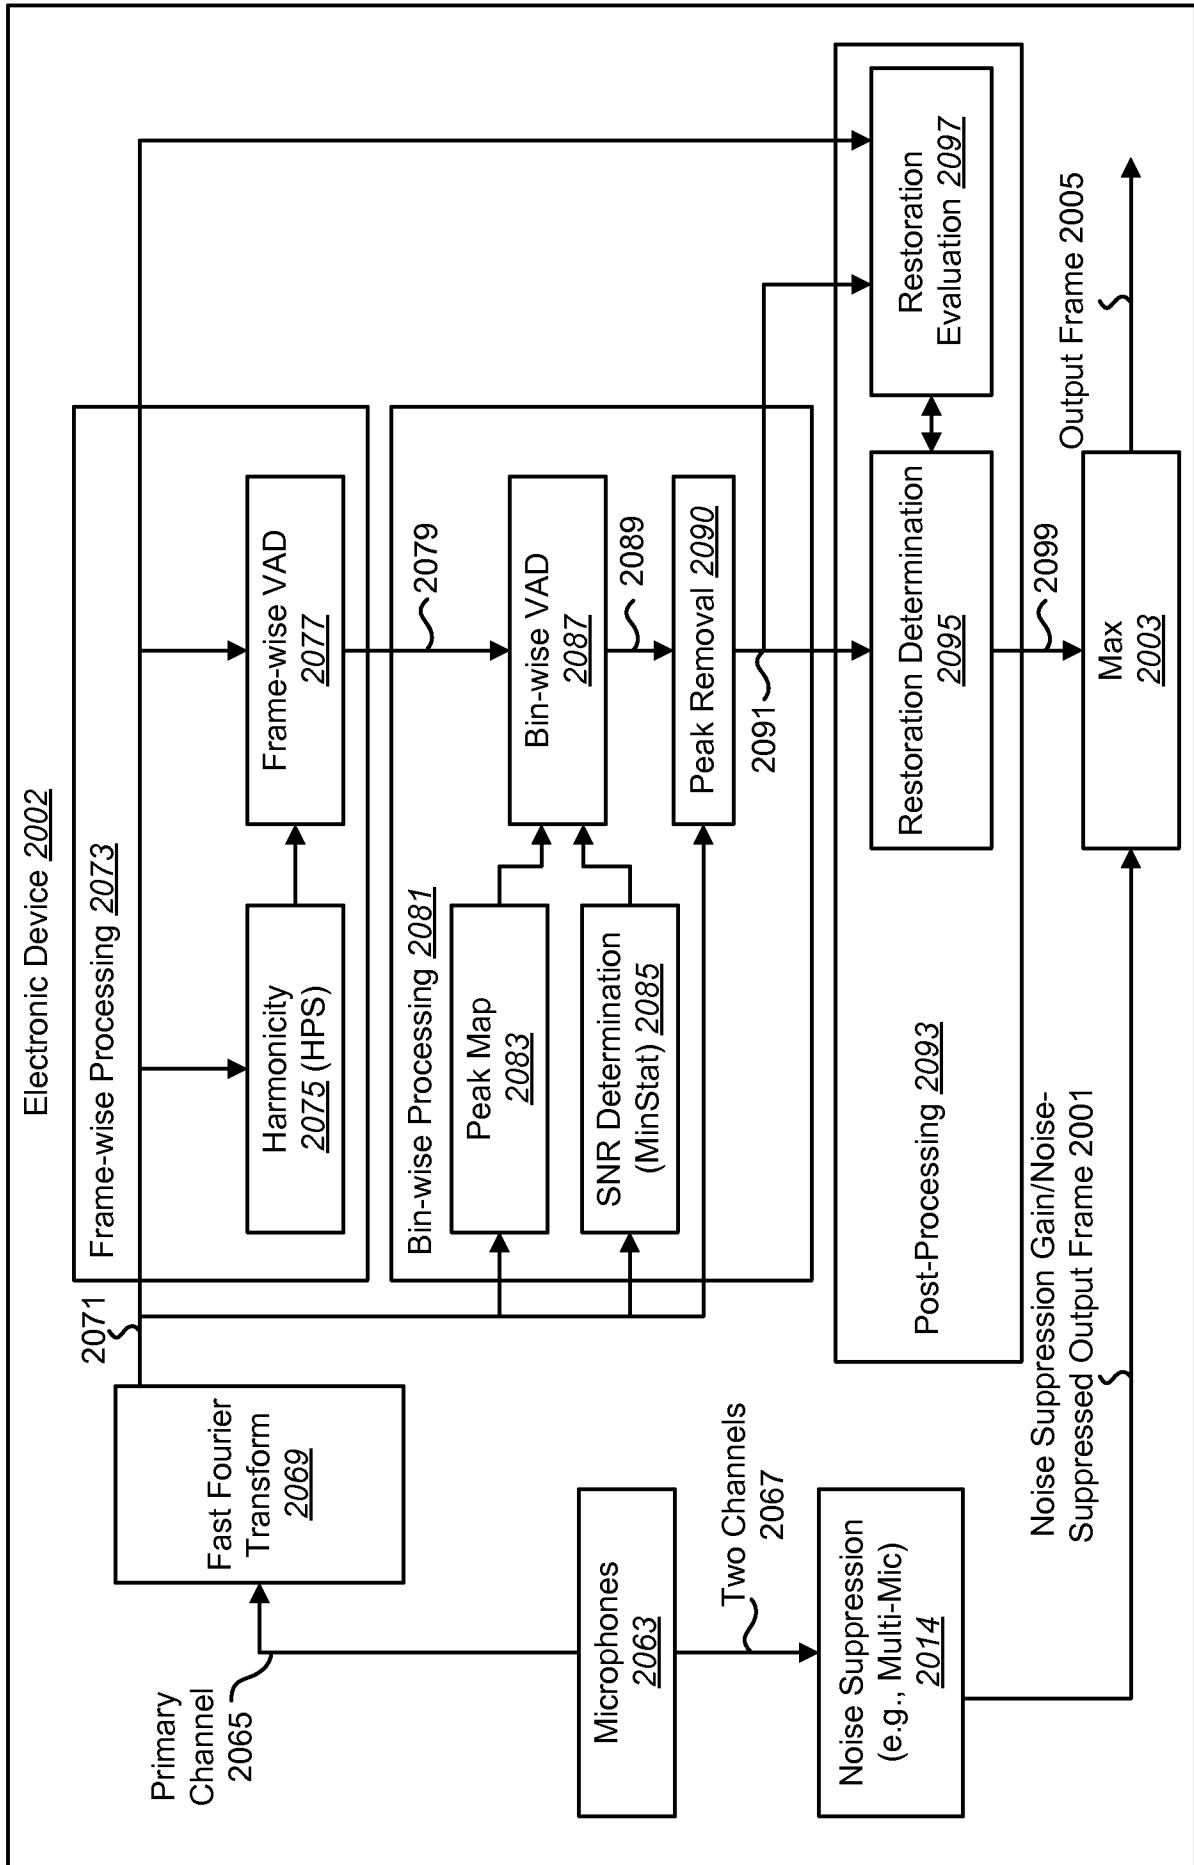 Electronic Device 2002
Frame-wise Processing 2073
2071
Fast Fourier
Transform
2069
Primary
Channel
2065
Harmonicity
2075 (HPS)
Frame-wise VAD
2077
2079
Bin-wise Processing 2081
Peak Map
2083
SNR Determination
(MinStat) 2085
Bin-wise VAD
2087
2089
Peak Removal 2090
2091
Microphones
2063
Two Channels
2067
Noise Suppression
(e.g., Multi-Mic)
2014
Post-Processing 2093
Restoration Determination
2095
Restoration
Evaluation 2097
2099
Noise Suppression Gain/Noise-
Suppressed Output Frame 2001
Max
2003
Output Frame 2005